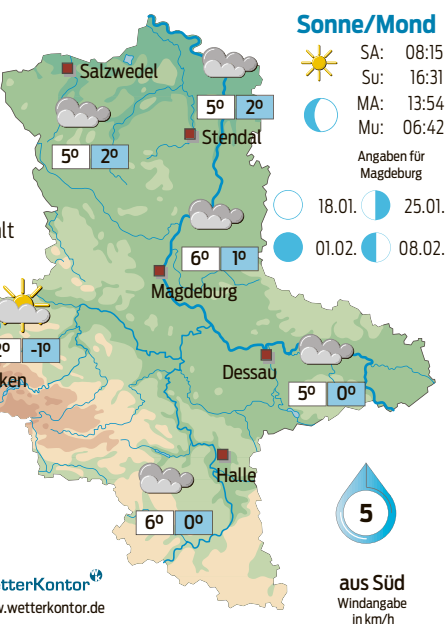 Sonne/Mond
SA: 08:15
Su: 16:31
MA: 13:54
Mu: 06:42
Angaben für
Magdeburg
18.01. 25.01.
01.02. 08.02.
Salzwedel
5° 2°
Stendal
5° 2°
6° 1°
Magdeburg
-1°
Dessau
5° 0°
Halle
6° 0°
5
aus Süd
Windangabe
in km/h
etterKontor
w.wetterkontor.de